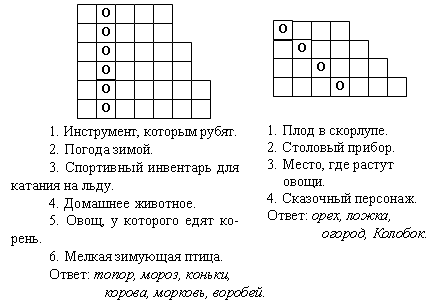 О
О
О
О
О
О
1. Инструмент, которым рубят.
2. Погода зимой.
3. Спортивный инвентарь для
катания на льду.
4. Домашнее животное.
5. Овощ, у которого едят ко-
рень.
6. Мелкая зимующая птица.
Ответ: топор, мороз, коньки,
корова, морковь, воробей.
О
О
О
О
1. Плод в скорлупе.
2. Столовый прибор.
3. Место, где растут
овощи.
4. Сказочный персонаж.
Ответ: орех, ложка,
огород, Колобок.